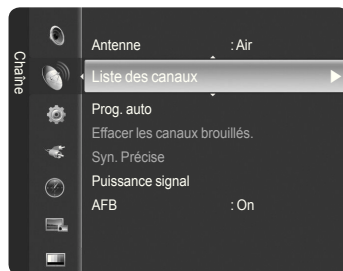 Chaîne
Antenne : Air
Liste des canaux
Prog. auto
Effacer les canaux brouillés.
Syn. Précise
Puissance signal
AFB : On